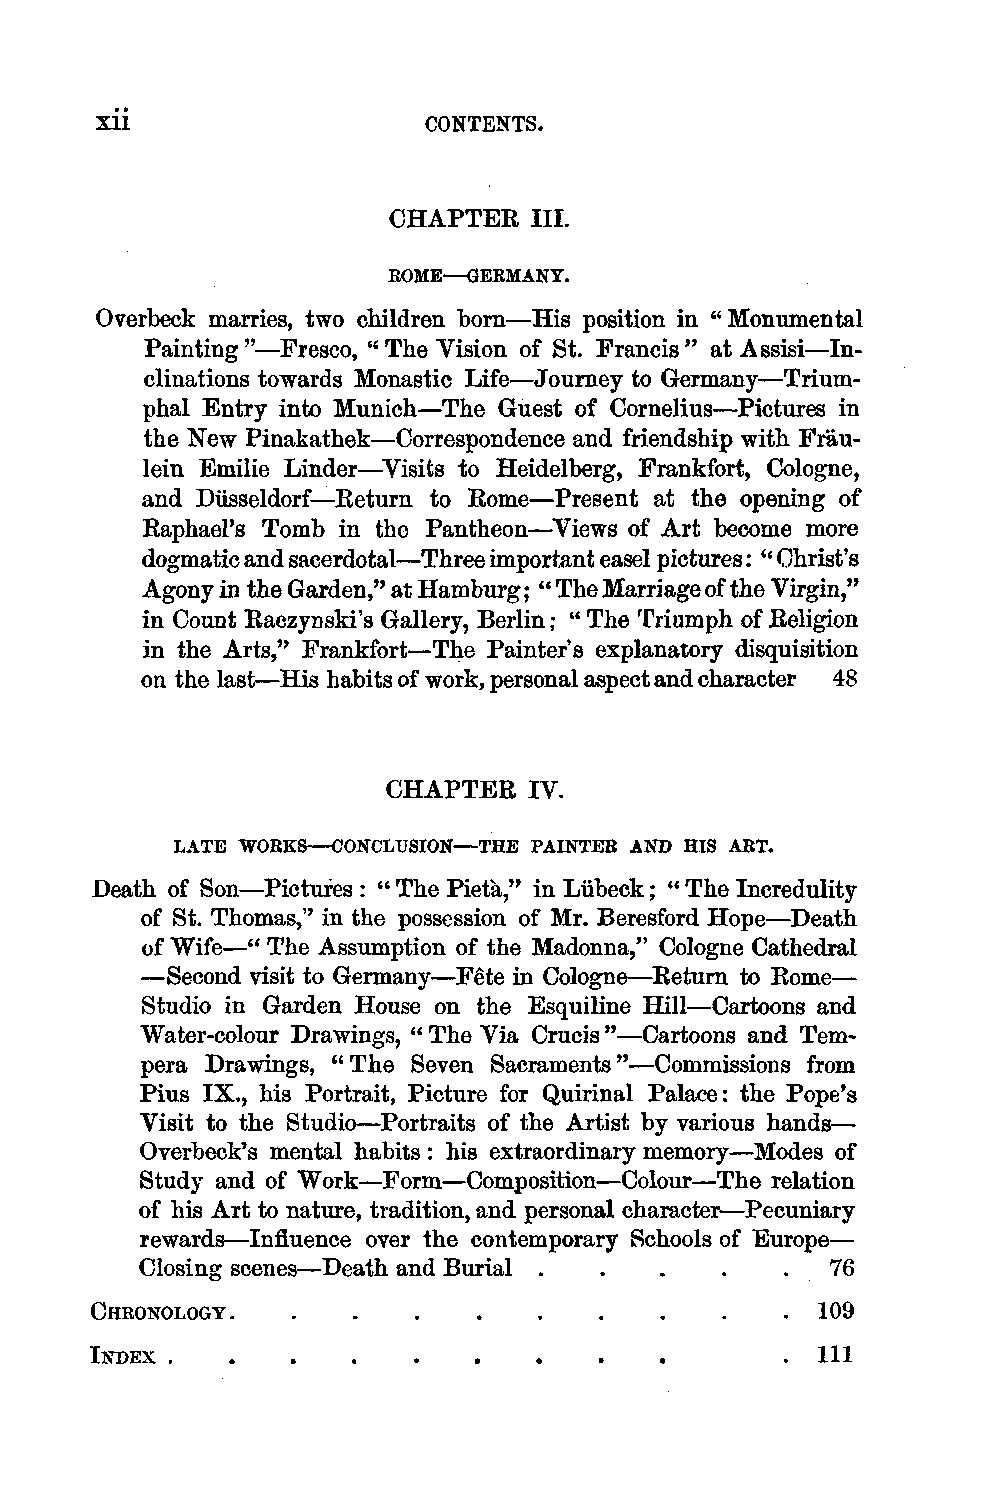 xii CONTENTS.
CHAPTER III.
ROME—GERMANY.
Overbeck marries, two children born—His position in “Monumental
Painting”—Fresco, “The Vision of St. Francis” at Assisi—In-
clinations towards Monastic Life—Journey to Germany—Trium-
phal Entry into Munich—The Guest of Cornelius—Pictures in
the New Pinakathek—Correspondence and friendship with Fräu-
lein Emilie Linder—Visits to Heidelberg, Frankfort, Cologne,
and Düsseldorf—Return to Rome—Present at the opening of
Raphael’s Tomb in the Pantheon—Views of Art become more
dogmatic and sacerdotal—Three important easel pictures: “Christ’s
Agony in the Garden,” at Hamburg; “The Marriage of the Virgin,”
in Count Raczynski’s Gallery, Berlin; “The Triumph of Religion
in the Arts,” Frankfort—The Painter’s explanatory disquisition
on the last—His habits of work, personal aspect and character 48
CHAPTER IV.
LATE WORKS—CONCLUSION—THE PAINTER AND HIS ART.
Death of Son—Pictures: “The Pietà,” in Lübeck; “The Incredulity
of St. Thomas,” in the possession of Mr. Beresford Hope—Death
of Wife—“The Assumption of the Madonna,” Cologne Cathedral
—Second visit to Germany—Fête in Cologne—Return to Rome—
Studio in Garden House on the Esquiline Hill—Cartoons and
Water-colour Drawings, “The Via Crucis”—Cartoons and Tem-
pera Drawings, “The Seven Sacraments”—Commissions from
Pius IX., his Portrait, Picture for Quirinal Palace: the Pope’s
Visit to the Studio—Portraits of the Artist by various hands—
Overbeck’s mental habits: his extraordinary memory—Modes of
Study and of Work—Form—Composition—Colour—The relation
of his Art to nature, tradition, and personal character—Pecuniary
rewards—Influence over the contemporary Schools of Europe—
Closing scenes—Death and Burial . . . . . 76
CHRONOLOGY. . . . . . . . . . 109
INDEX . . . . . . . . . . 111